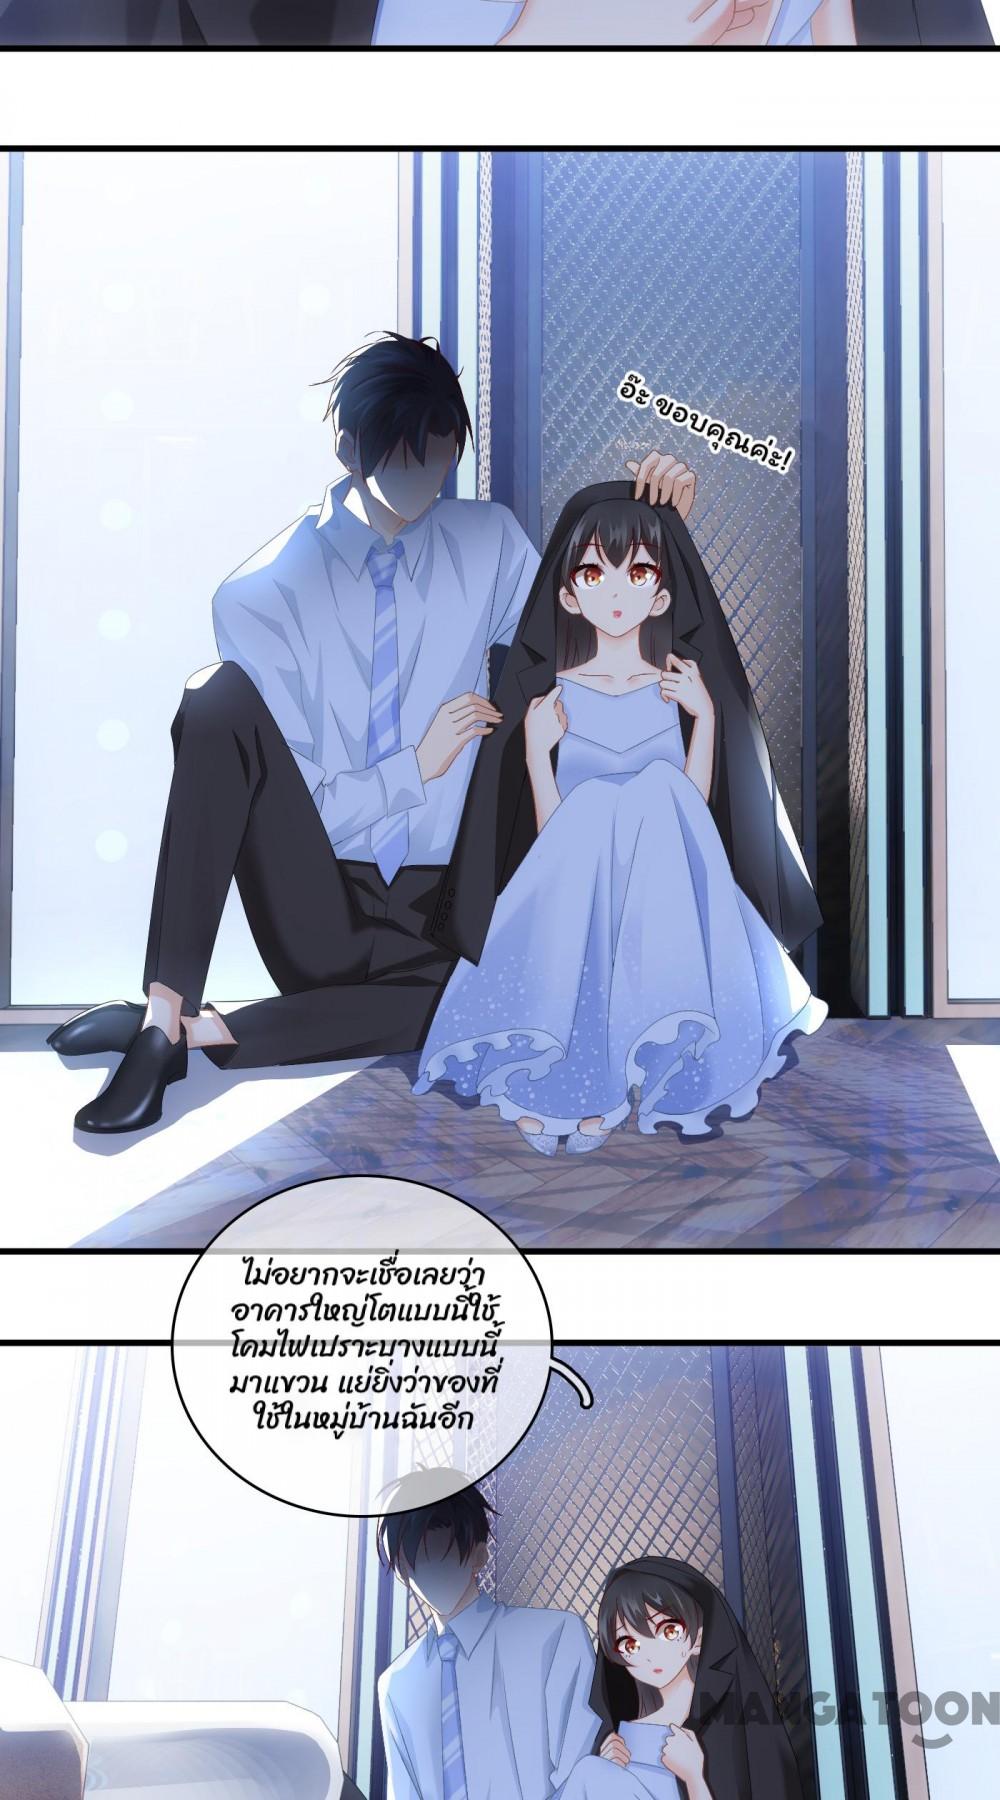 อ๊ะ ขอบคุณค่ะ!
ไม่อยากจะเชื่อเลยว่า
อาคารใหญ่โตแบบนี้ใช้
โคมไฟเปราะบางแบบนี้
มาแขวน แย่ยิ่งว่าของที่
ใช้ในหมู่บ้านฉันอีก
MANGATOON